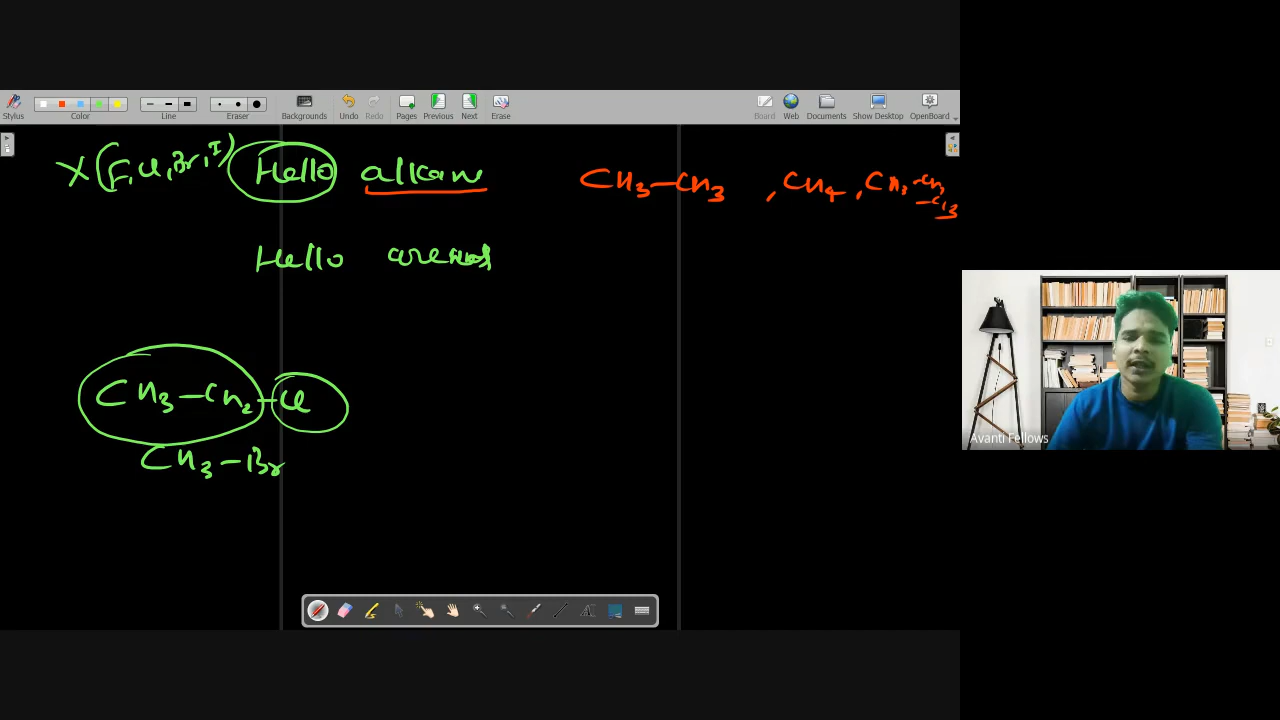 Stylus Color Line Eraser Backgrounds Undo Redo Pages Previous Next Erase Board Web Documents Show Desktop OpenBoard
X(F, Cl, Br, I) Hello alkane CH3-CH3 , CH4 , CH3-CH2-CH3
Hello arenes
CH3-CH2-Cl
CH3-Br
Avanti Fellows